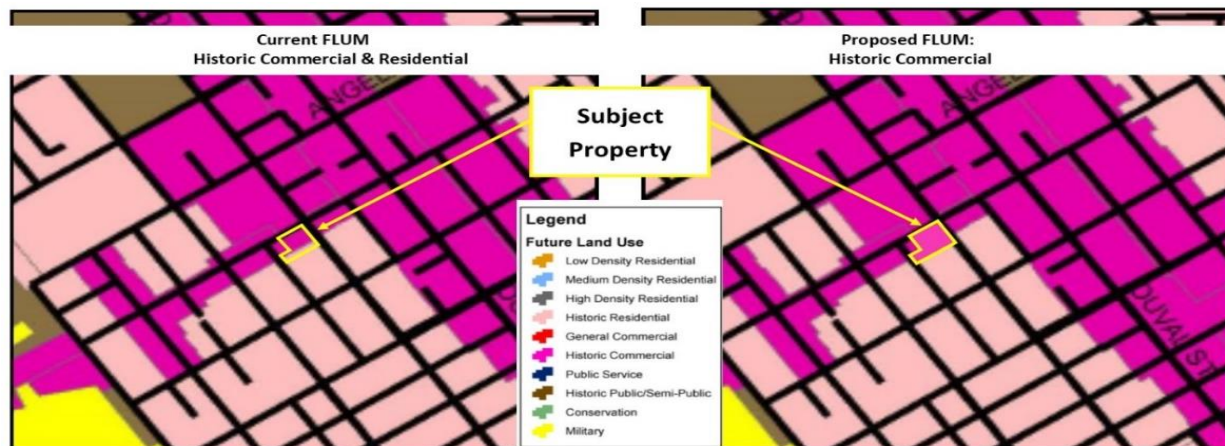 Current FLUM
Historic Commercial & Residential
Proposed FLUM:
Historic Commercial
ANGEL
Subject
Property
Legend
Future Land Use
Low Density Residential
Medium Density Residential
High Density Residential
Historic Residential
General Commercial
Historic Commercial
Public Service
Historic Public/Semi-Public
Conservation
Military
ANGEL
DUVAL ST